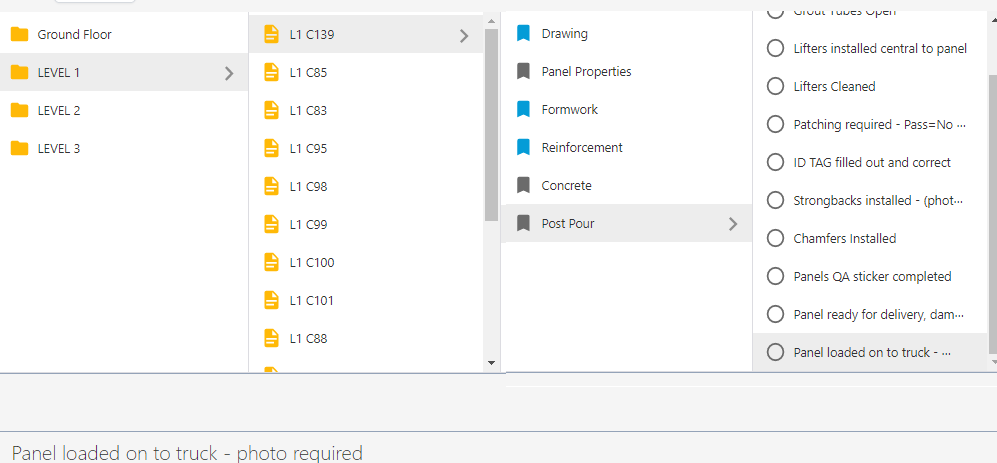 Ground Floor
LEVEL 1
LEVEL 2
LEVEL 3
L1 C139
L1 C85
L1 C83
L1 C95
L1 C98
L1 C99
L1 C100
L1 C101
L1 C88
Drawing
Panel Properties
Formwork
Reinforcement
Concrete
Post Pour
Grout Tubes Open
Lifters installed central to panel
Lifters Cleaned
Patching required - Pass=No ...
ID TAG filled out and correct
Strongbacks installed - (phot...
Chamfers Installed
Panels QA sticker completed
Panel ready for delivery, dam...
Panel loaded on to truck - ...
Panel loaded on to truck - photo required